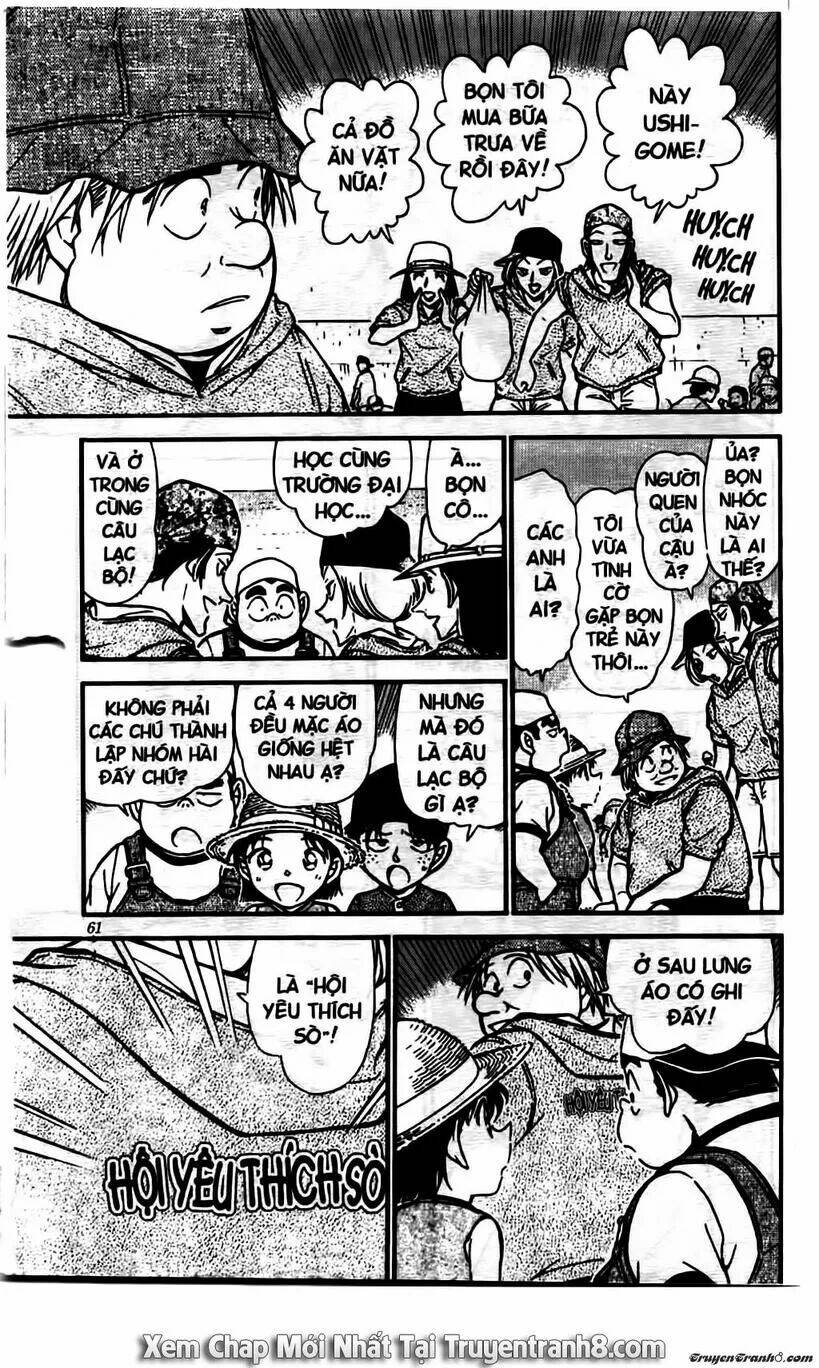 NÀY
USHI-
GOME!
BỌN TÔI
MUA BỮA
TRƯA VỀ
RỒI ĐÂY!
CẢ ĐỒ
ĂN VẶT
NỮA!
HUỴCH
HUỴCH
HUỴCH
ỦA?
BỌN
NHÓC
NÀY
LÀ AI
THẾ?
NGƯỜI
QUEN
CỦA
CẬU
À?
TÔI
VỪA
TÌNH
CỜ
GẶP BỌN
TRẺ NÀY
THÔI...
CÁC
ANH
LÀ
AI?
À...
BỌN
CÔ...
HỌC CÙNG
TRƯỜNG ĐẠI
HỌC...
VÀ Ở
TRONG
CÙNG
CÂU
LẠC
BỘ!
NHƯNG
MÀ ĐÓ
LÀ CÂU
LẠC BỘ
GÌ Ạ?
CẢ 4 NGƯỜI
ĐỀU MẶC ÁO
GIỐNG HỆT
NHAU Ạ?
KHÔNG PHẢI
CÁC CHÚ THÀNH
LẬP NHÓM HÀI
ĐẤY CHỨ?
61
Ở SAU LƯNG
ÁO CÓ GHI
ĐẤY!
HỘI YÊU T
LÀ "HỘI
YÊU THÍCH
SÒ"!
HỘI YÊU THÍCH SÒ
Xem Chap Mới Nhất Tại Truyentranh8.com
TruyenTranh8.com